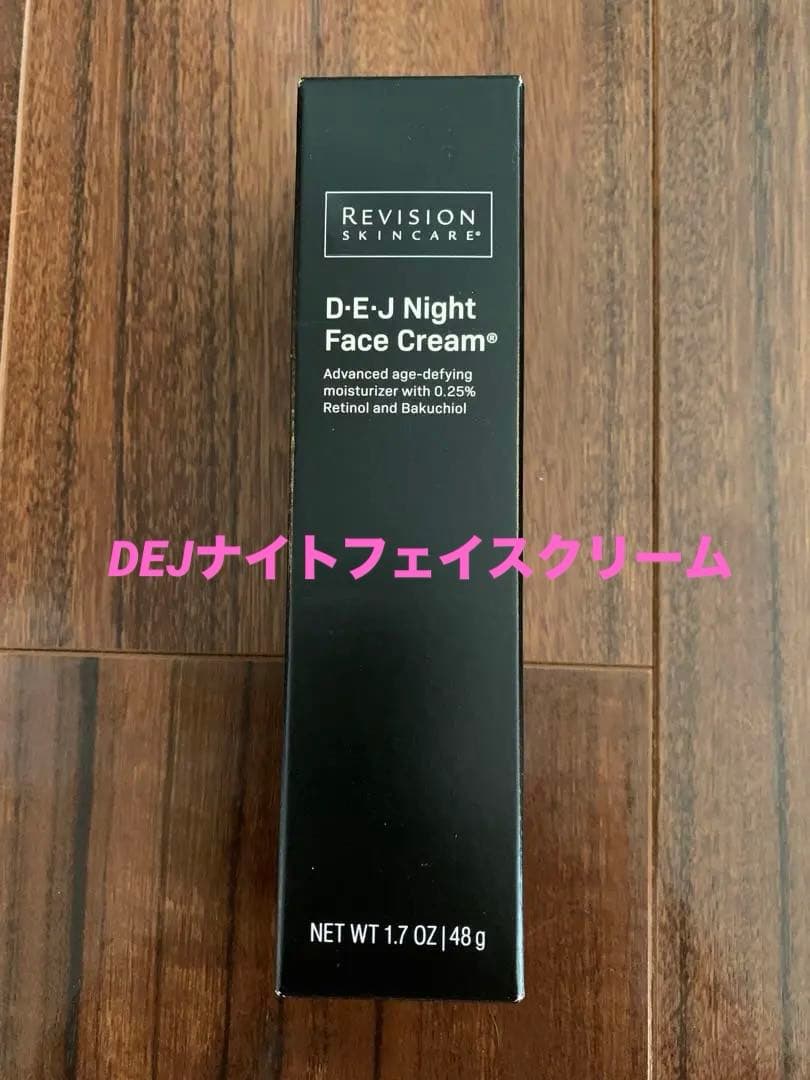 REVISION
SKINCARE®
D·E·J Night
Face Cream®
Advanced age-defying
moisturizer with 0.25%
Retinol and Bakuchiol
DEJナイトフェイスクリーム
NET WT 1.7 OZ | 48 g